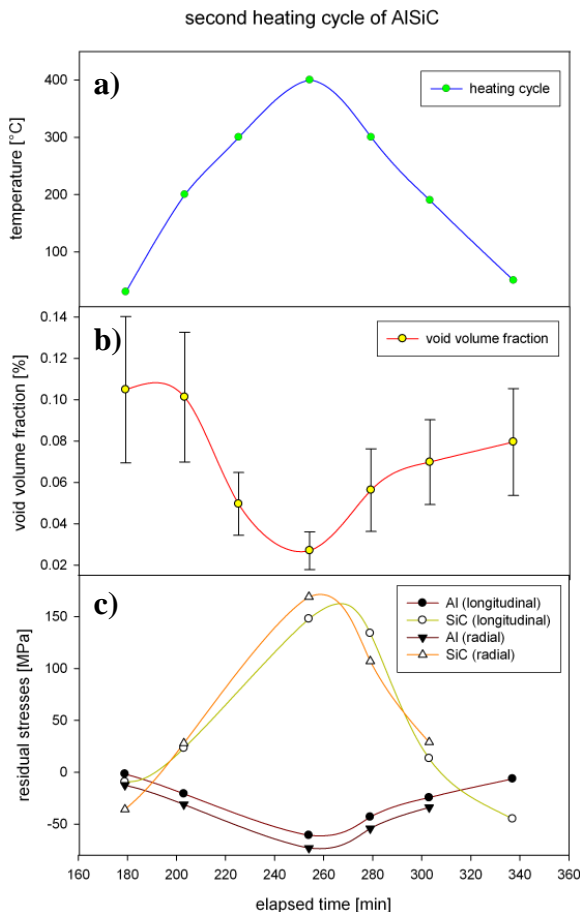 second heating cycle of AlSiC
a)
heating cycle
temperature [°C]
400
300
200
100
b)
void volume fraction
void volume fraction [%]
0.14
0.12
0.10
0.08
0.06
0.04
0.02
c)
Al (longitudinal)
SiC (longitudinal)
Al (radial)
SiC (radial)
residual stresses [MPa]
150
100
50
0
-50
160 180 200 220 240 260 280 300 320 340 360
elapsed time [min]